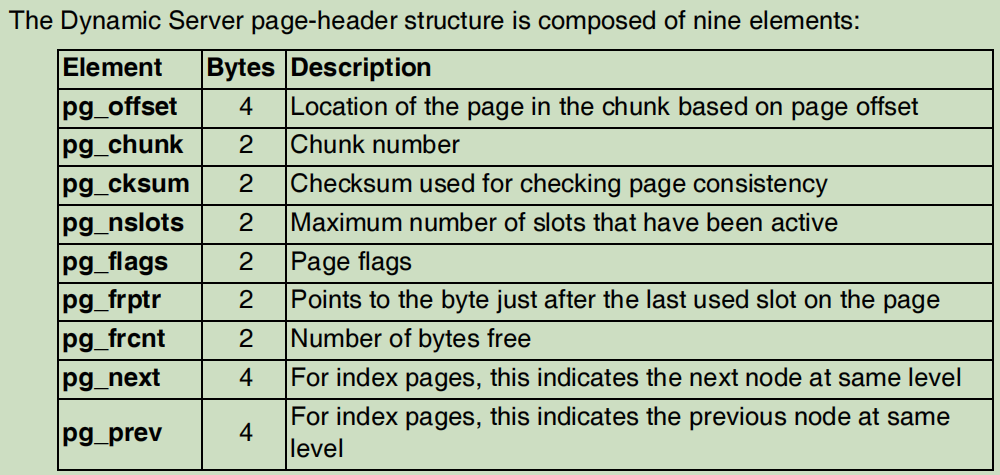 The Dynamic Server page-header structure is composed of nine elements:
Element Bytes Description
pg_offset 4 Location of the page in the chunk based on page offset
pg_chunk 2 Chunk number
pg_cksum 2 Checksum used for checking page consistency
pg_nslots 2 Maximum number of slots that have been active
pg_flags 2 Page flags
pg_frptr 2 Points to the byte just after the last used slot on the page
pg_frcnt 2 Number of bytes free
pg_next 4 For index pages, this indicates the next node at same level
pg_prev 4 For index pages, this indicates the previous node at same
level